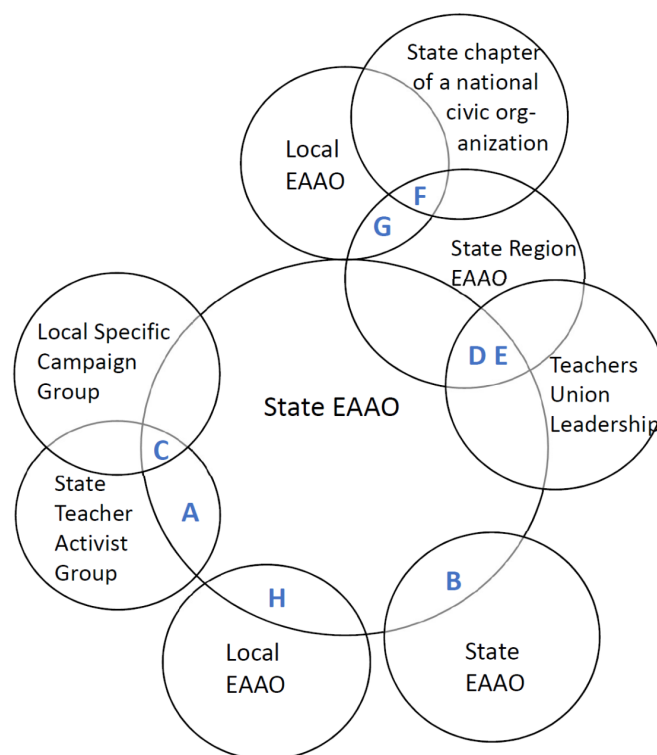 State chapter
of a national
civic org-
anization
Local
EAAO
F
G
State Region
EAAO
Local Specific
Campaign
Group
D E
Teachers
Union
Leadership
State EAAO
C
State
Teacher
Activist
Group
A
B
H
Local
EAAO
State
EAAO